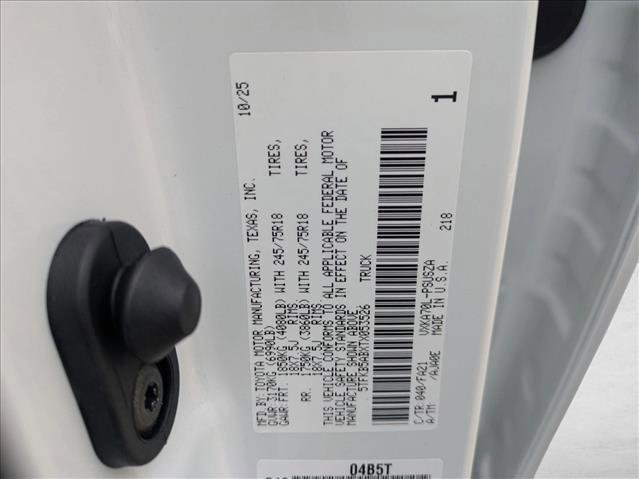 MFD.BY:TOYOTA MOTOR MANUFACTURING, TEXAS, INC. 10/25
GVWR:3170KG (6990LB)
GAWR:FRT. 1850KG (4080LB) WITH 245/75R18 TIRES,
18X7.5J RIMS,
RR. 1750KG (3860LB) WITH 245/75R18 TIRES,
18X7.5J RIMS,
THIS VEHICLE CONFORMS TO ALL APPLICABLE FEDERAL MOTOR
VEHICLE SAFETY STANDARDS IN EFFECT ON THE DATE OF
MANUFACTURE SHOWN ABOVE.
TRUCK
C/TR:040/FA21 VXKA70L-PSUSZA
A/TM: /AJA0E MADE IN U.S.A. 218
1
04B5T